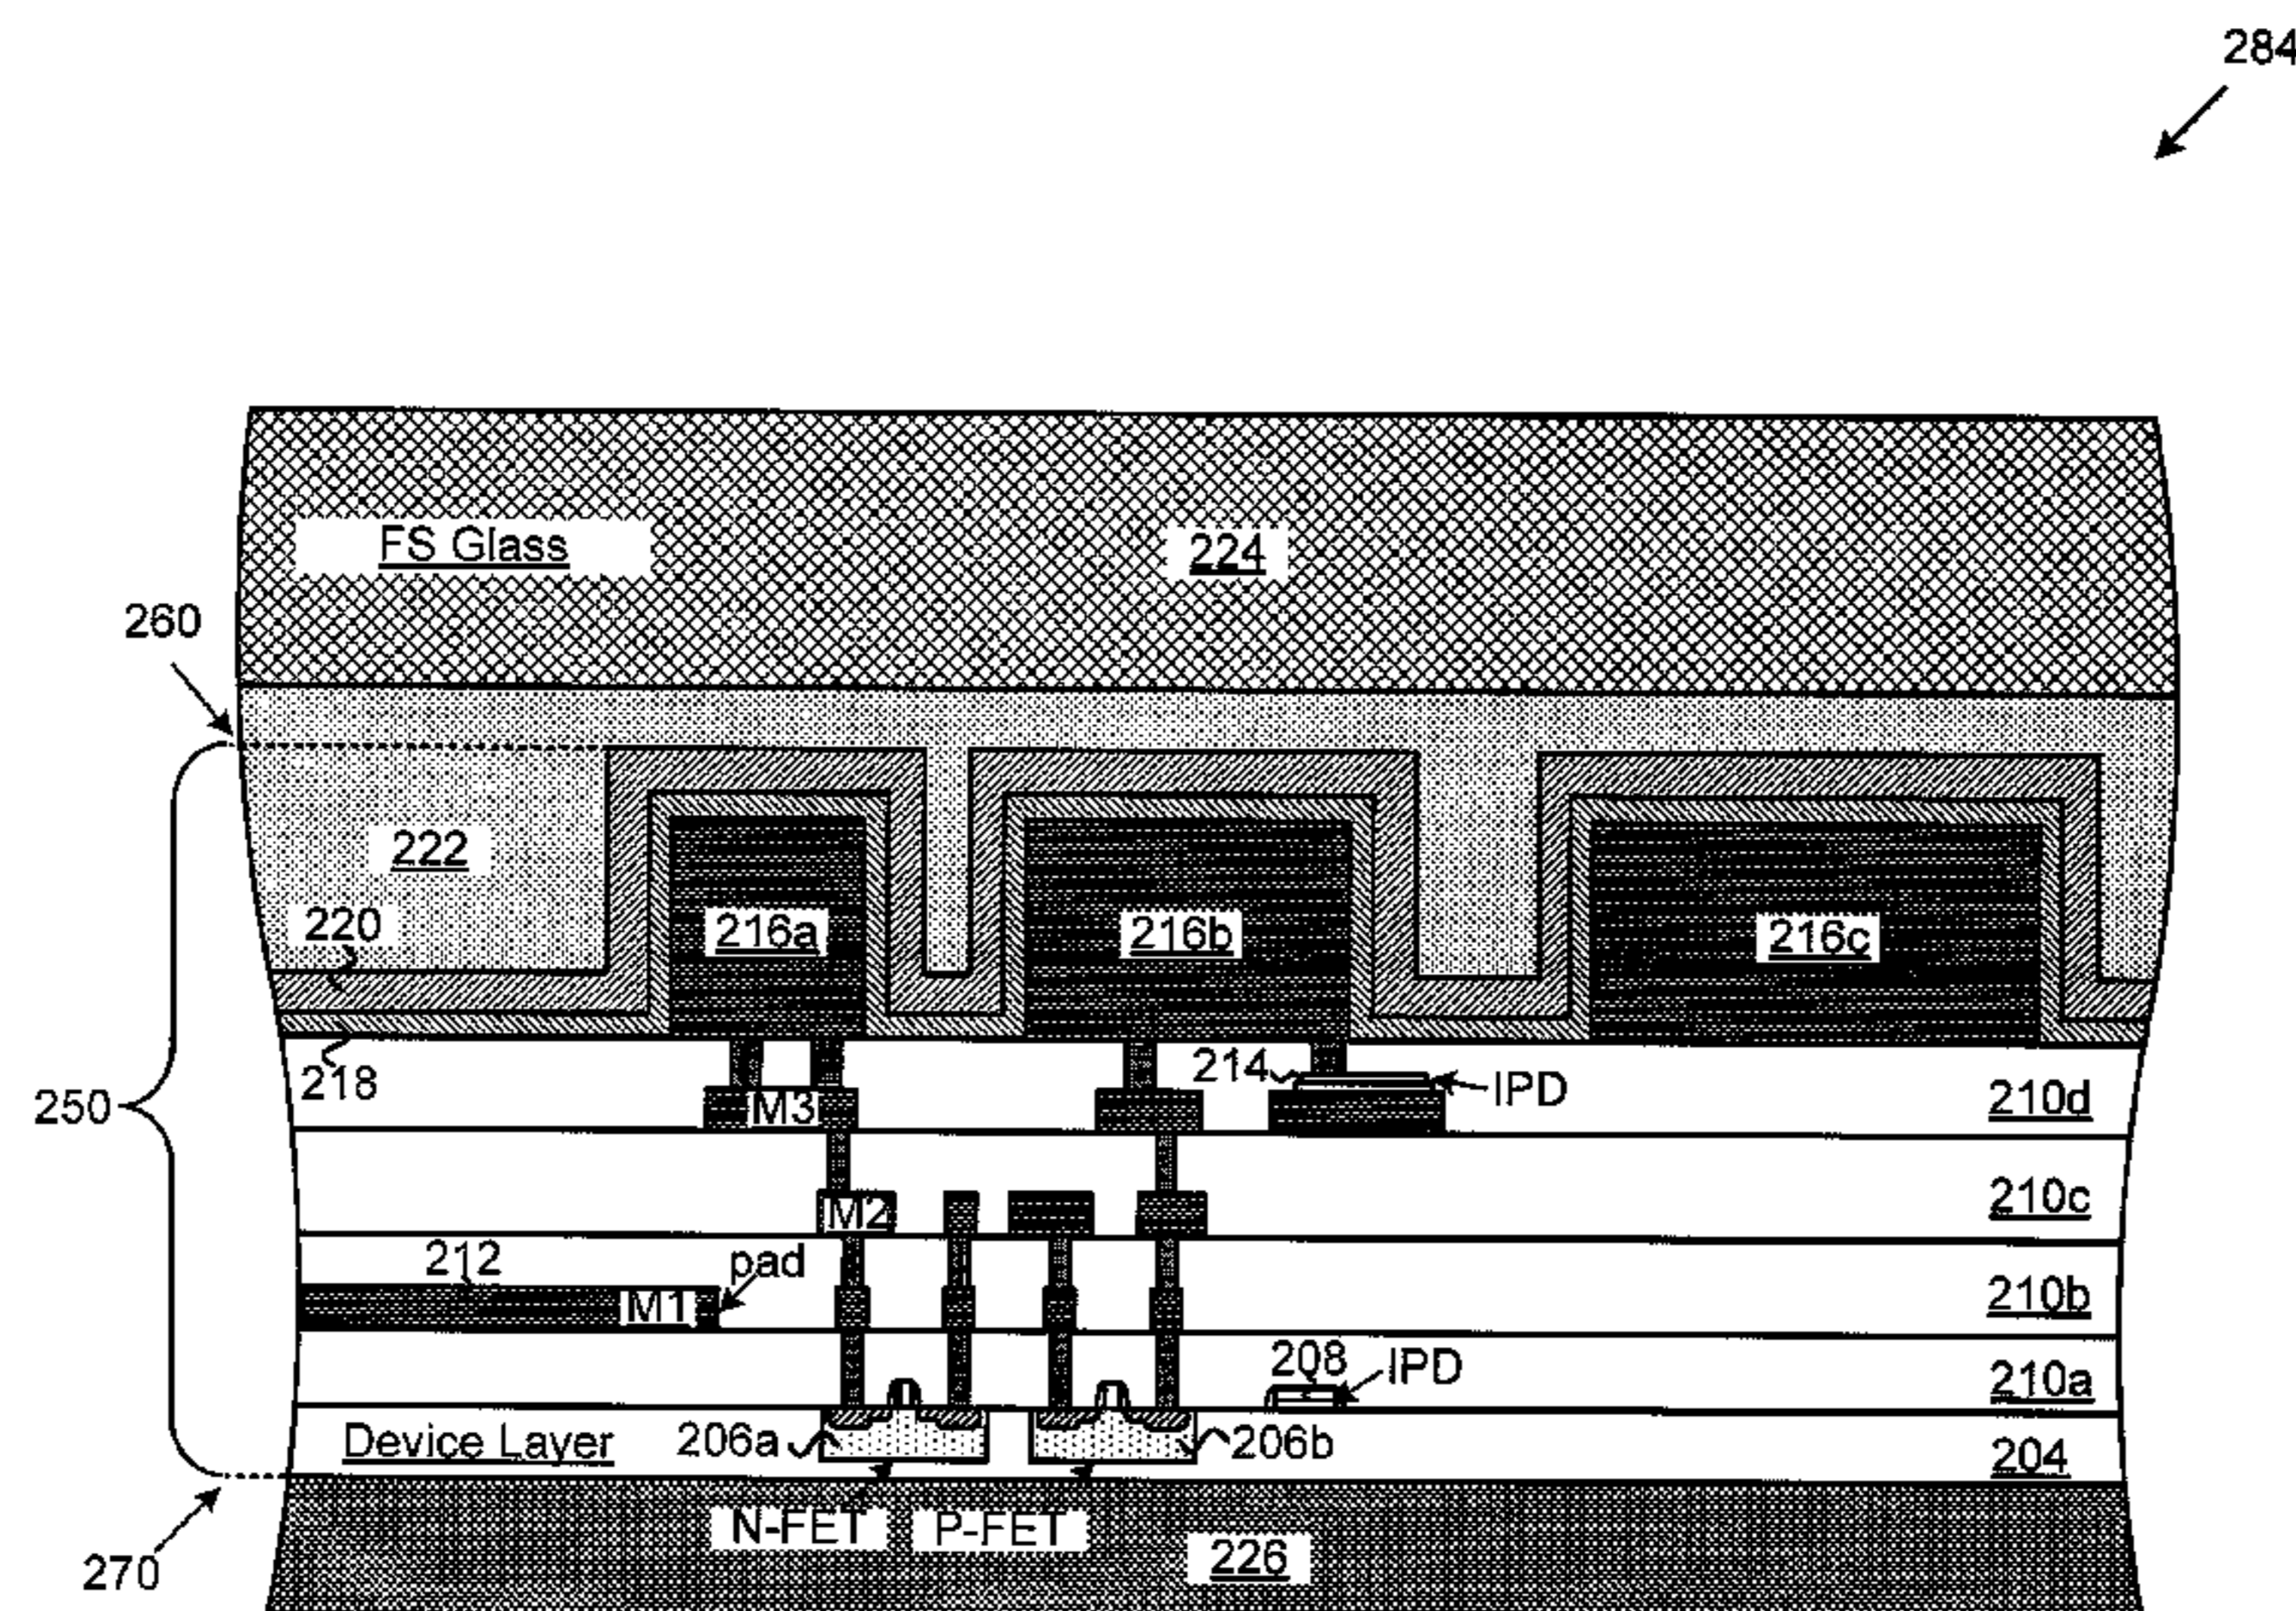 284
FS Glass
224
260
222
220
216a
216b
216c
218
214
IPD
M3
210d
250
M2
210c
212
pad
M1
210b
208
IPD
210a
Device Layer
206a
206b
204
N-FET
P-FET
226
270